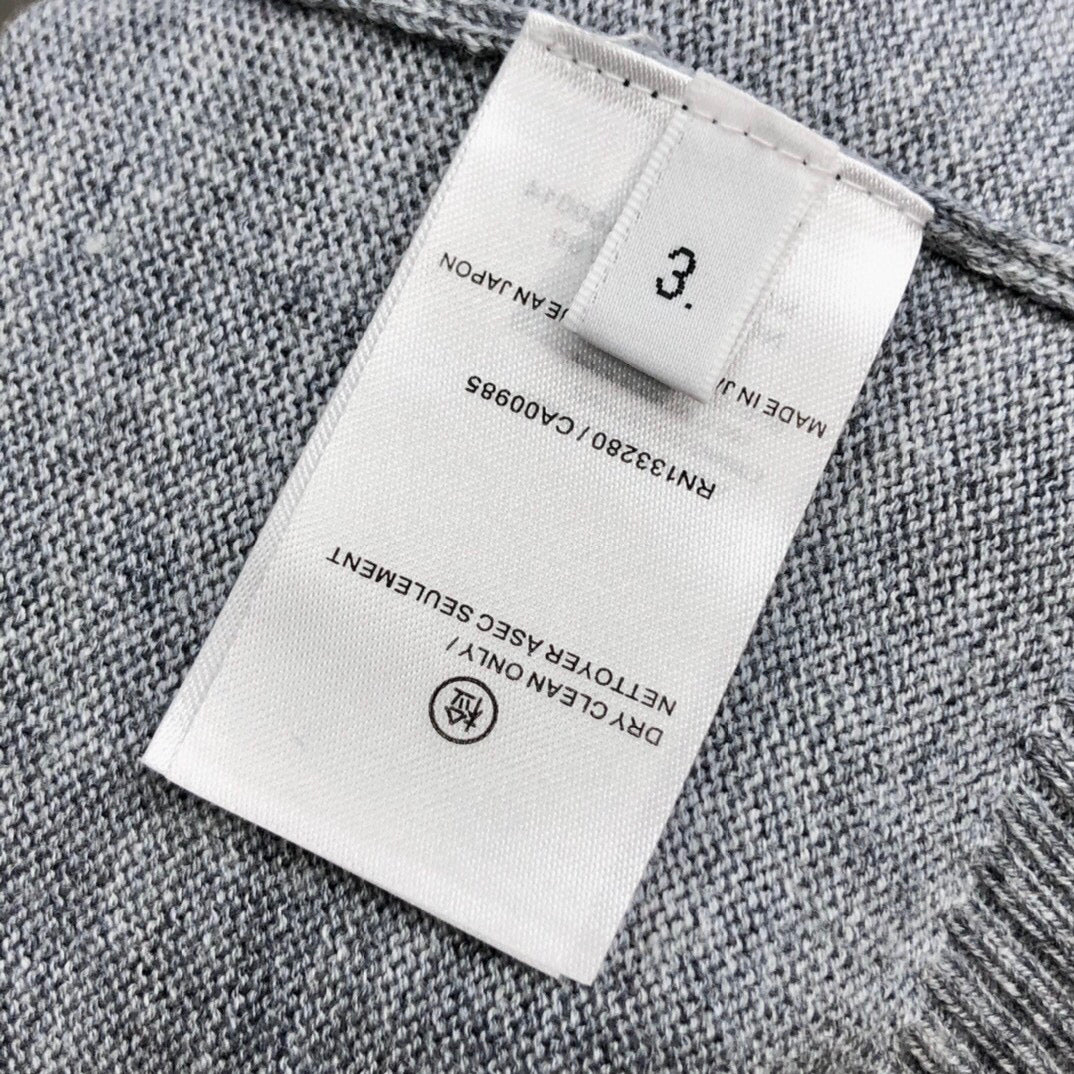 3.
MADE IN
JAPON
RN133280 / CA00985
DRY CLEAN ONLY /
NETTOYER ASEC SEULEMENT